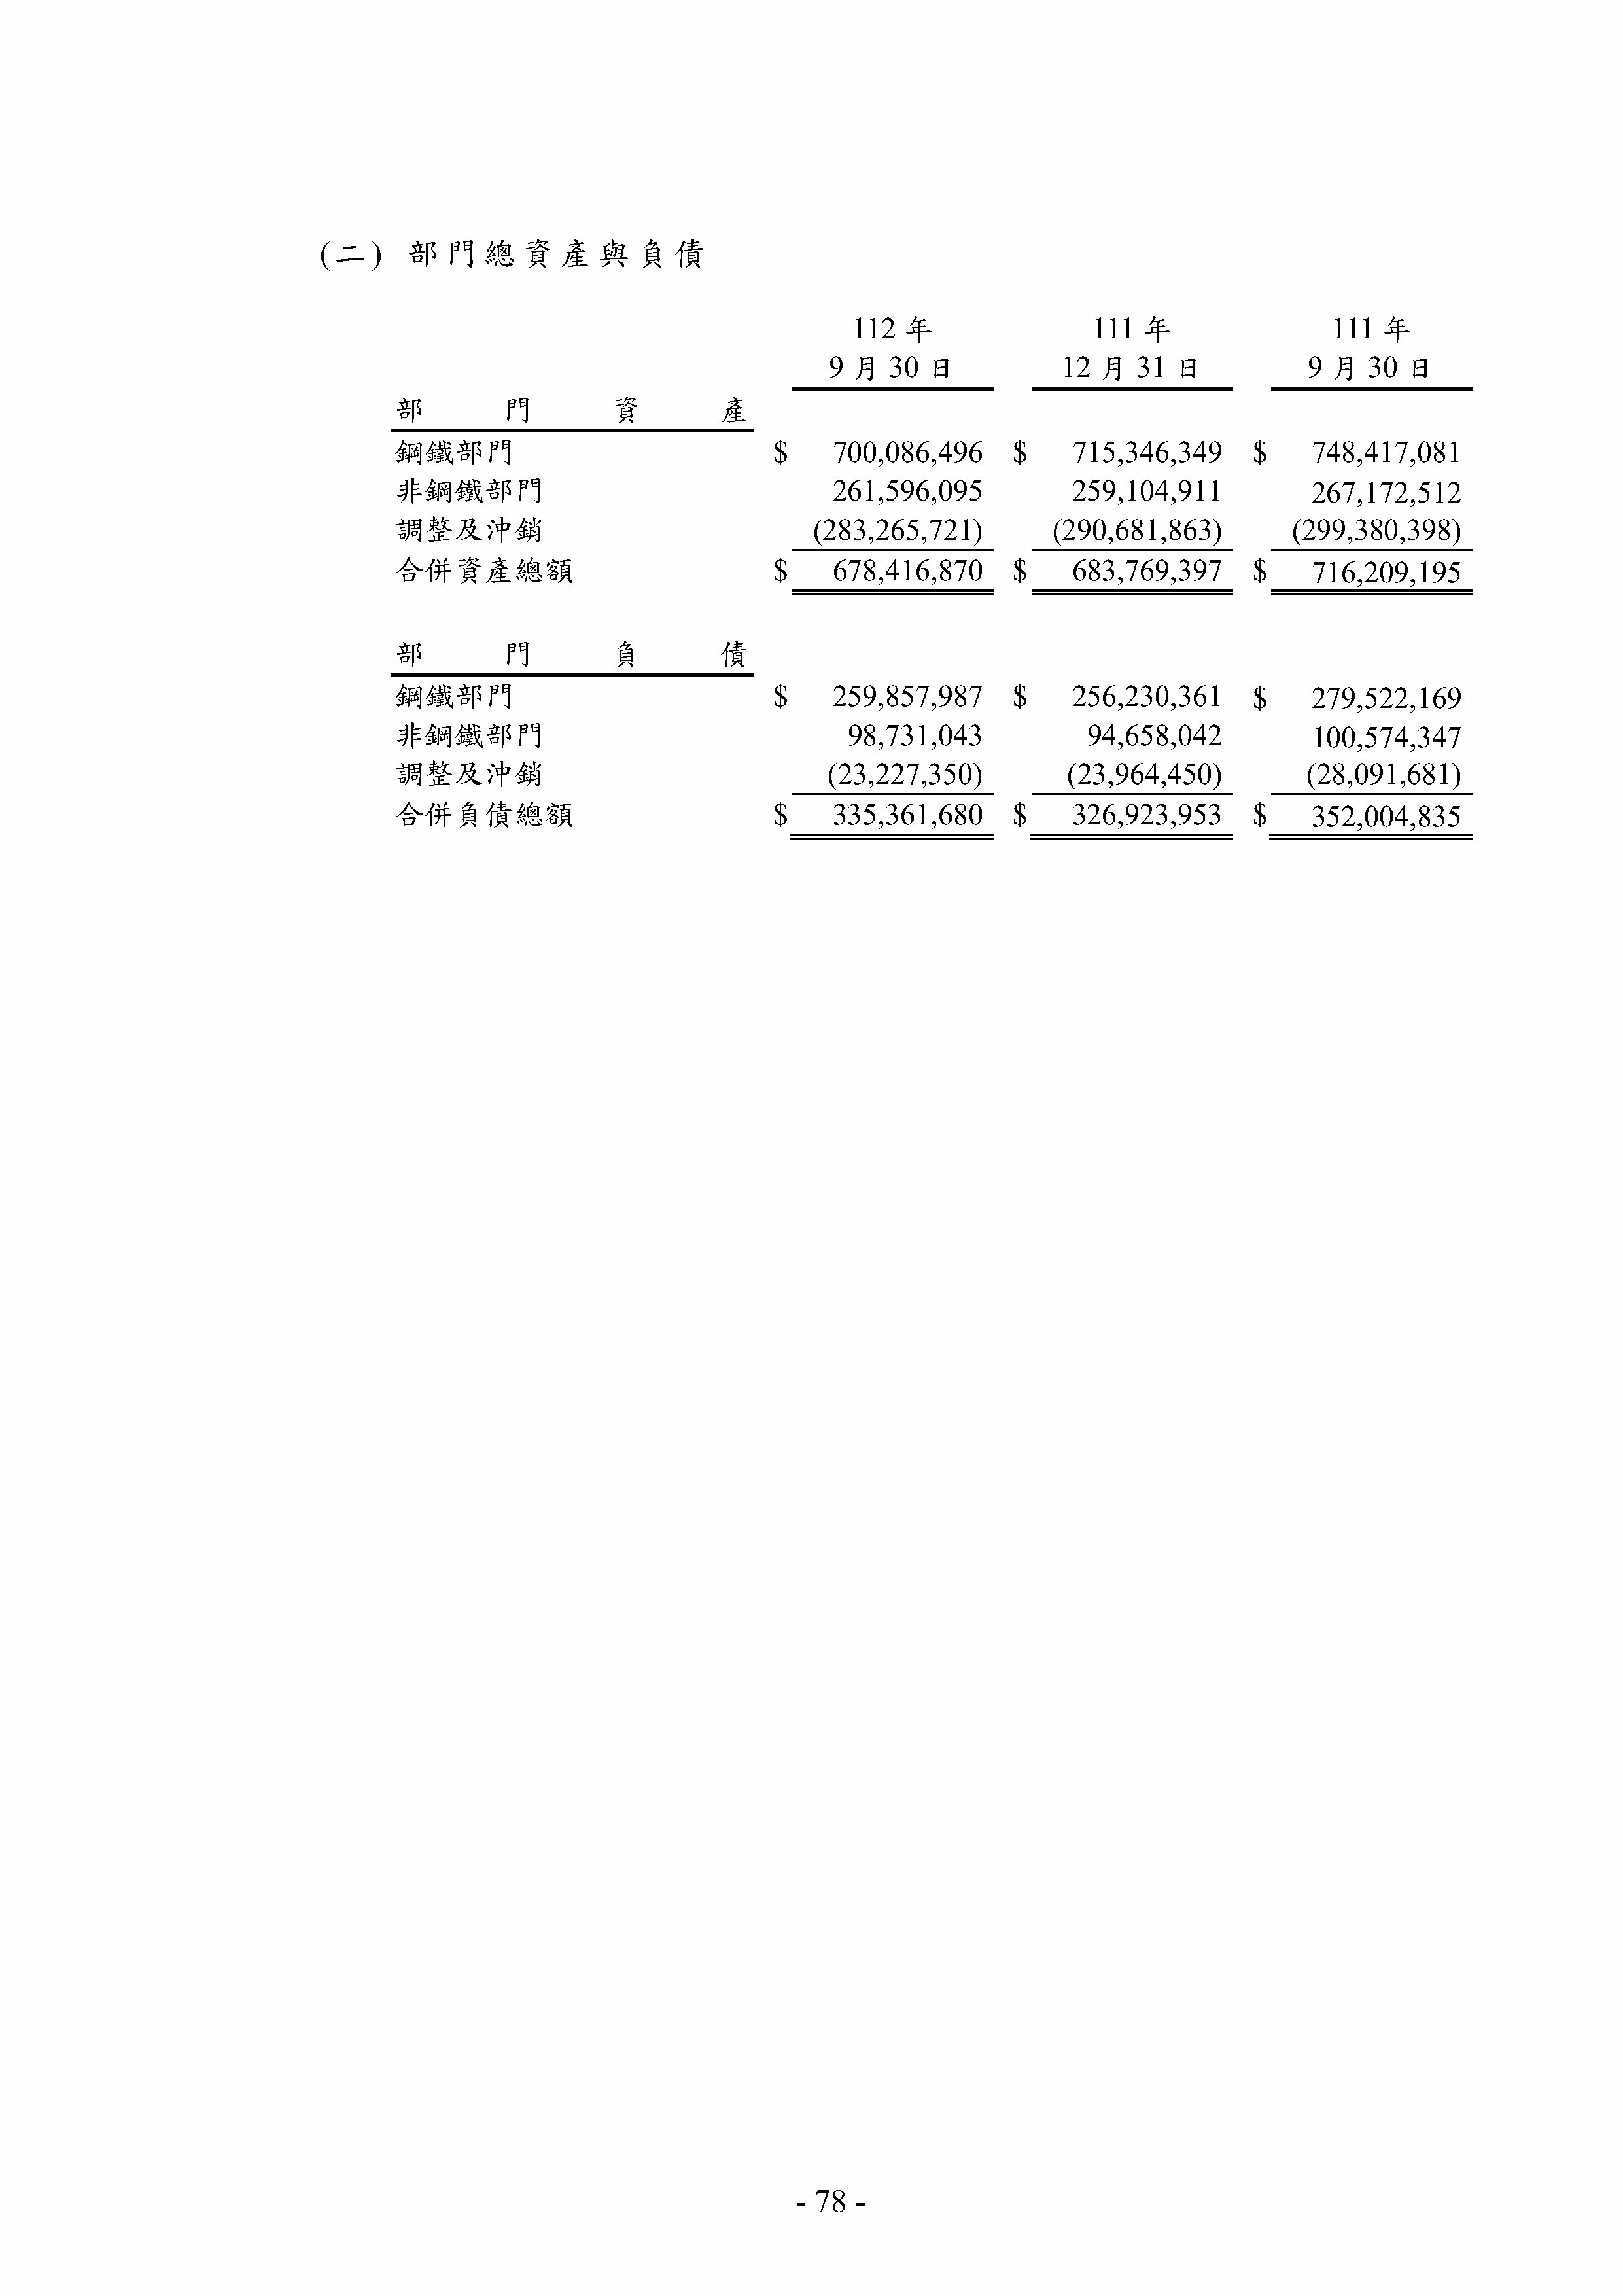 (二) 部門總資產與負債
112 年 111 年 111 年
9 月 30 日 12 月 31 日 9 月 30 日
部 門 資 產
鋼鐵部門 $ 700,086,496 $ 715,346,349 $ 748,417,081
非鋼鐵部門 261,596,095 259,104,911 267,172,512
調整及沖銷 (283,265,721) (290,681,863) (299,380,398)
合併資產總額 $ 678,416,870 $ 683,769,397 $ 716,209,195
部 門 負 債
鋼鐵部門 $ 259,857,987 $ 256,230,361 $ 279,522,169
非鋼鐵部門 98,731,043 94,658,042 100,574,347
調整及沖銷 (23,227,350) (23,964,450) (28,091,681)
合併負債總額 $ 335,361,680 $ 326,923,953 $ 352,004,835
- 78 -